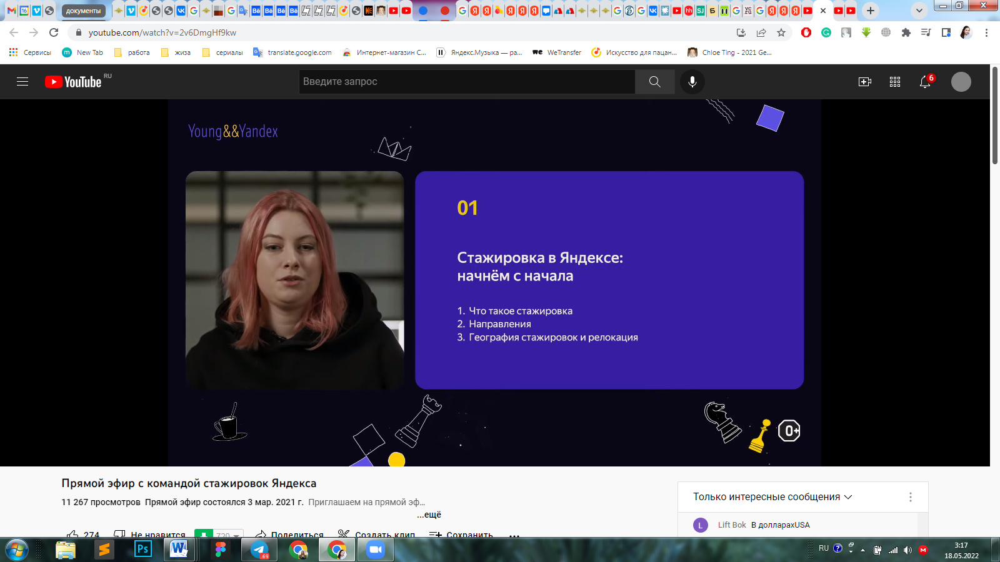 документы
youtube.com/watch?v=2v6DmgHf9kw
Сервисы
New Tab
работа
жиза
сериалы
translate.google.com
Интернет-магазин С...
Яндекс.Музыка — ра...
WeTransfer
Искусство для пацан...
Chloe Ting - 2021 Ge...
YouTube RU
Введите запрос
6
Young&&Yandex
01
Стажировка в Яндексе:
начнём с начала
1. Что такое стажировка
2. Направления
3. География стажировок и релокация
0+
Прямой эфир с командой стажировок Яндекса
11 267 просмотров Прямой эфир состоялся 3 мар. 2021 г. Приглашаем на прямой эф...
...ещё
274
Не нравится
720
Поделиться
Создать клип
Сохранить
Только интересные сообщения
L
Lift Bok В долларахUSA
Ps
W
69
RU
3:17
18.05.2022